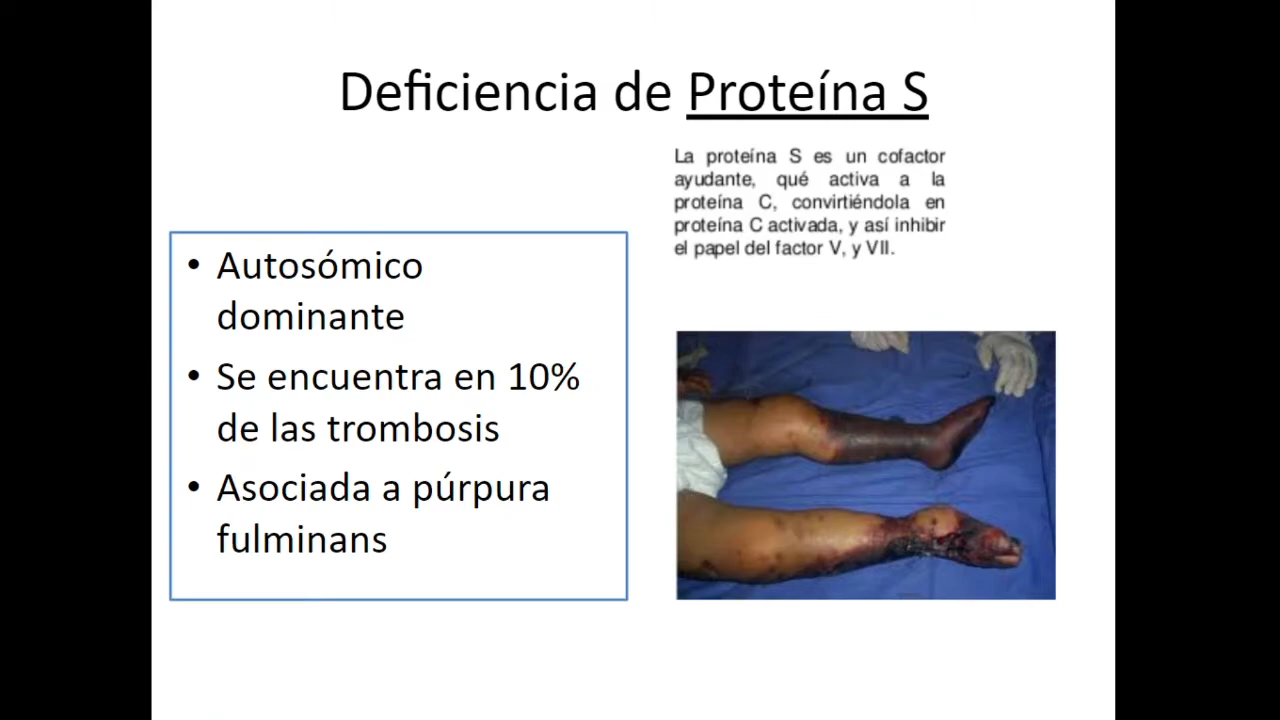 Deficiencia de Proteína S
La proteína S es un cofactor
ayudante, qué activa a la
proteína C, convirtiéndola en
proteína C activada, y así inhibir
el papel del factor V, y VII.
• Autosómico
dominante
• Se encuentra en 10%
de las trombosis
• Asociada a púrpura
fulminans